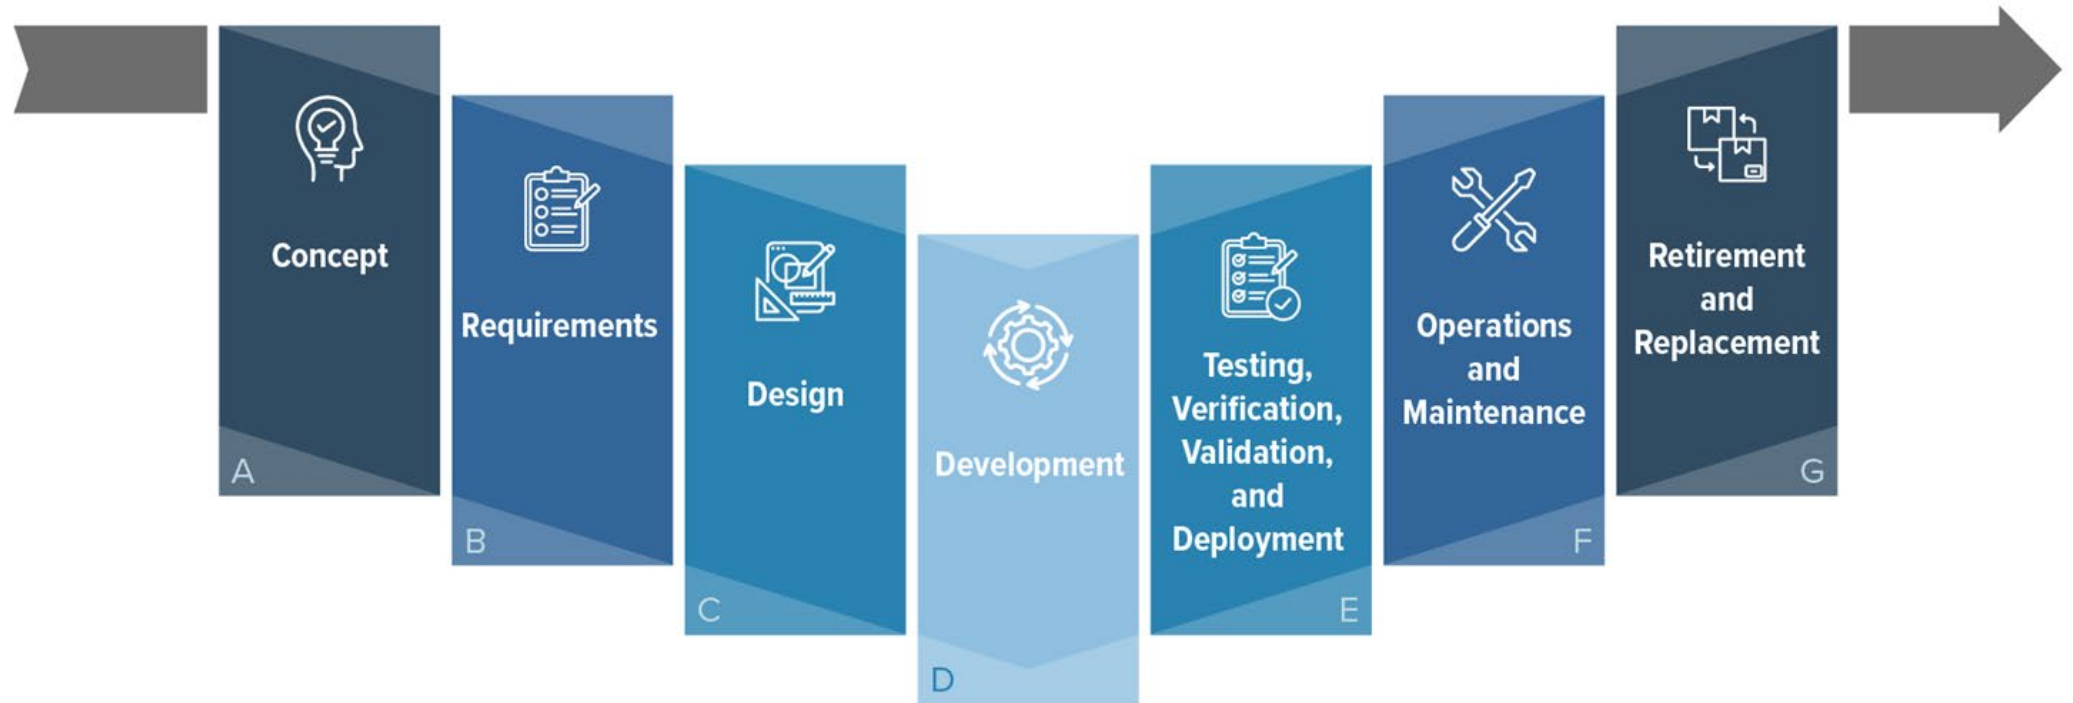 Concept
A
Requirements
B
Design
C
Development
D
Testing,
Verification,
Validation,
and
Deployment
E
Operations
and
Maintenance
F
Retirement
and
Replacement
G